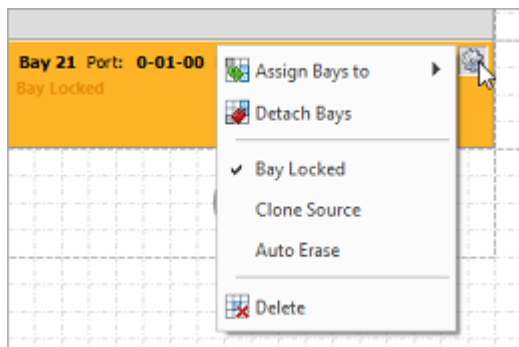 Bay 21 Port: 0-01-00
Bay Locked
Assign Bays to
Detach Bays
Bay Locked
Clone Source
Auto Erase
Delete